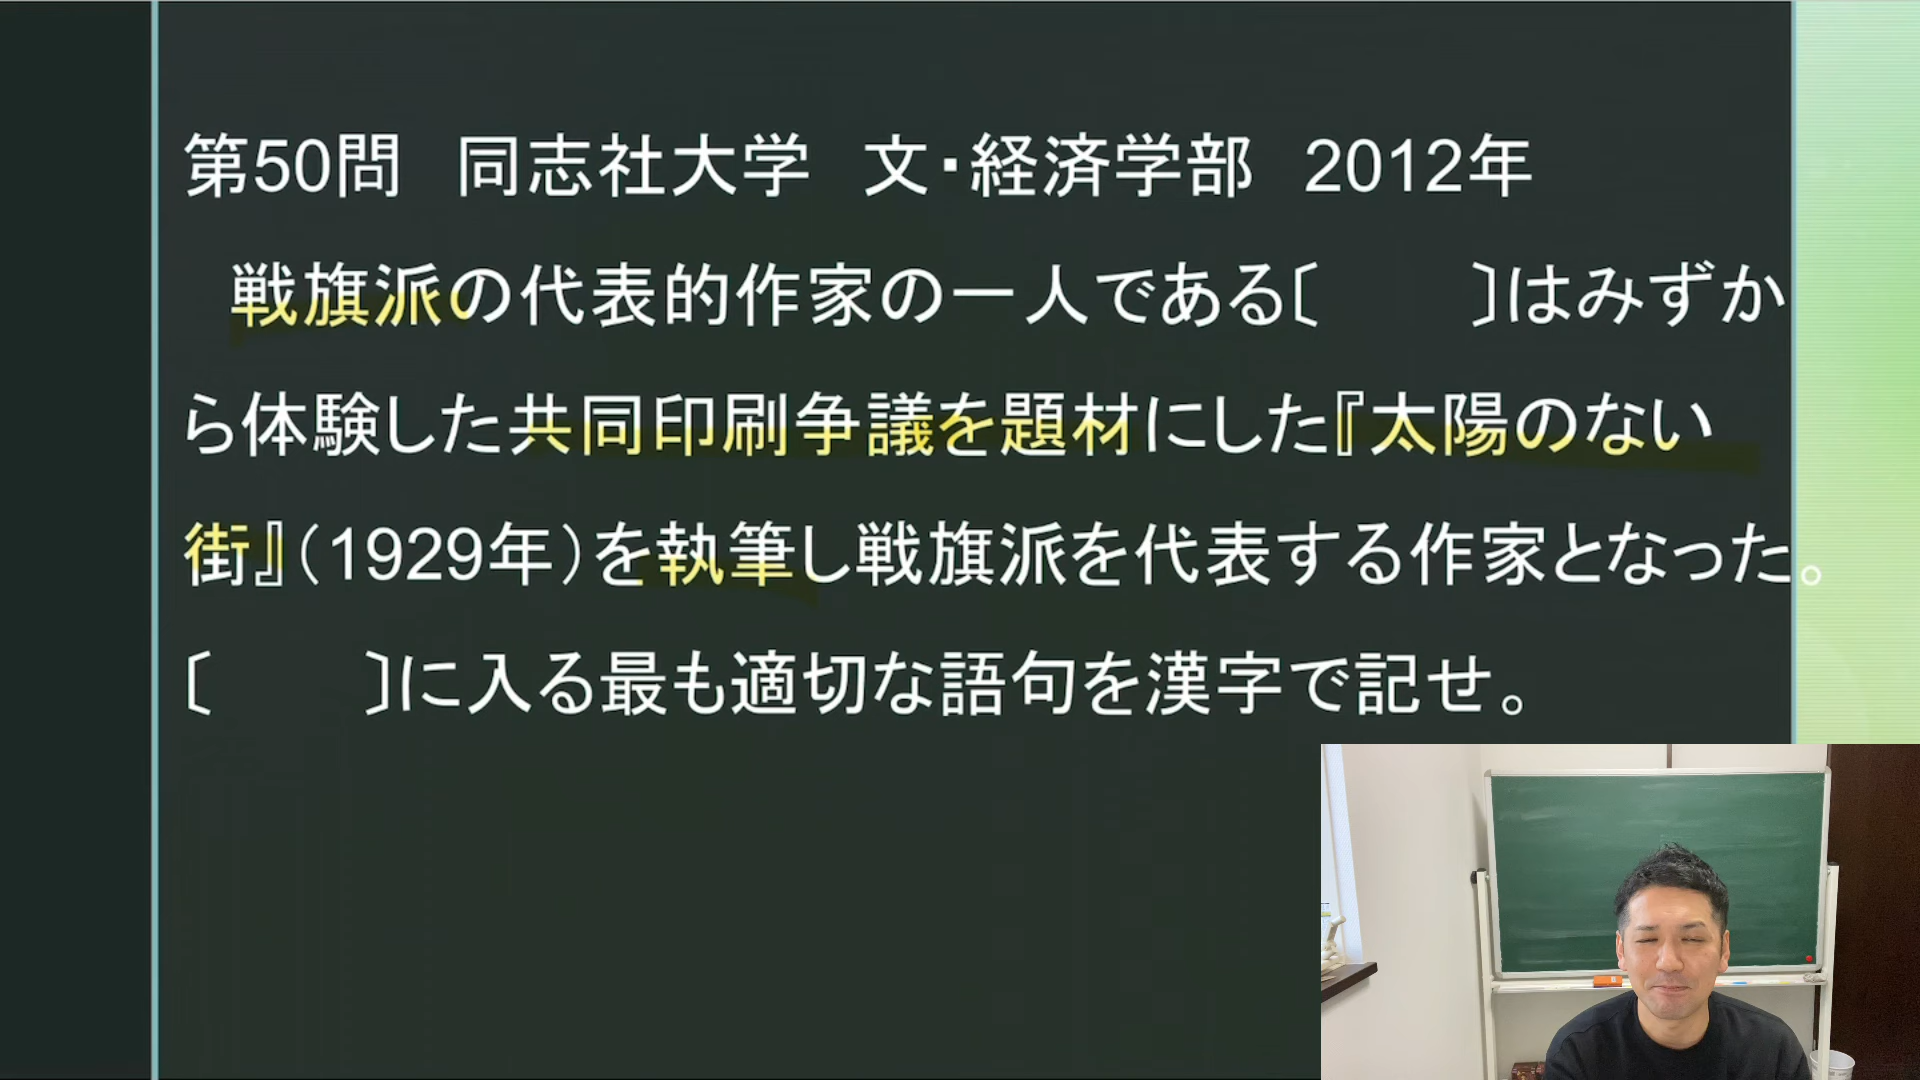 第50問　同志社大学　文・経済学部　2012年
戦旗派の代表的作家の一人である〔　　〕はみずか
ら体験した共同印刷争議を題材にした『太陽のない
街』（1929年）を執筆し戦旗派を代表する作家となった。
〔　　〕に入る最も適切な語句を漢字で記せ。